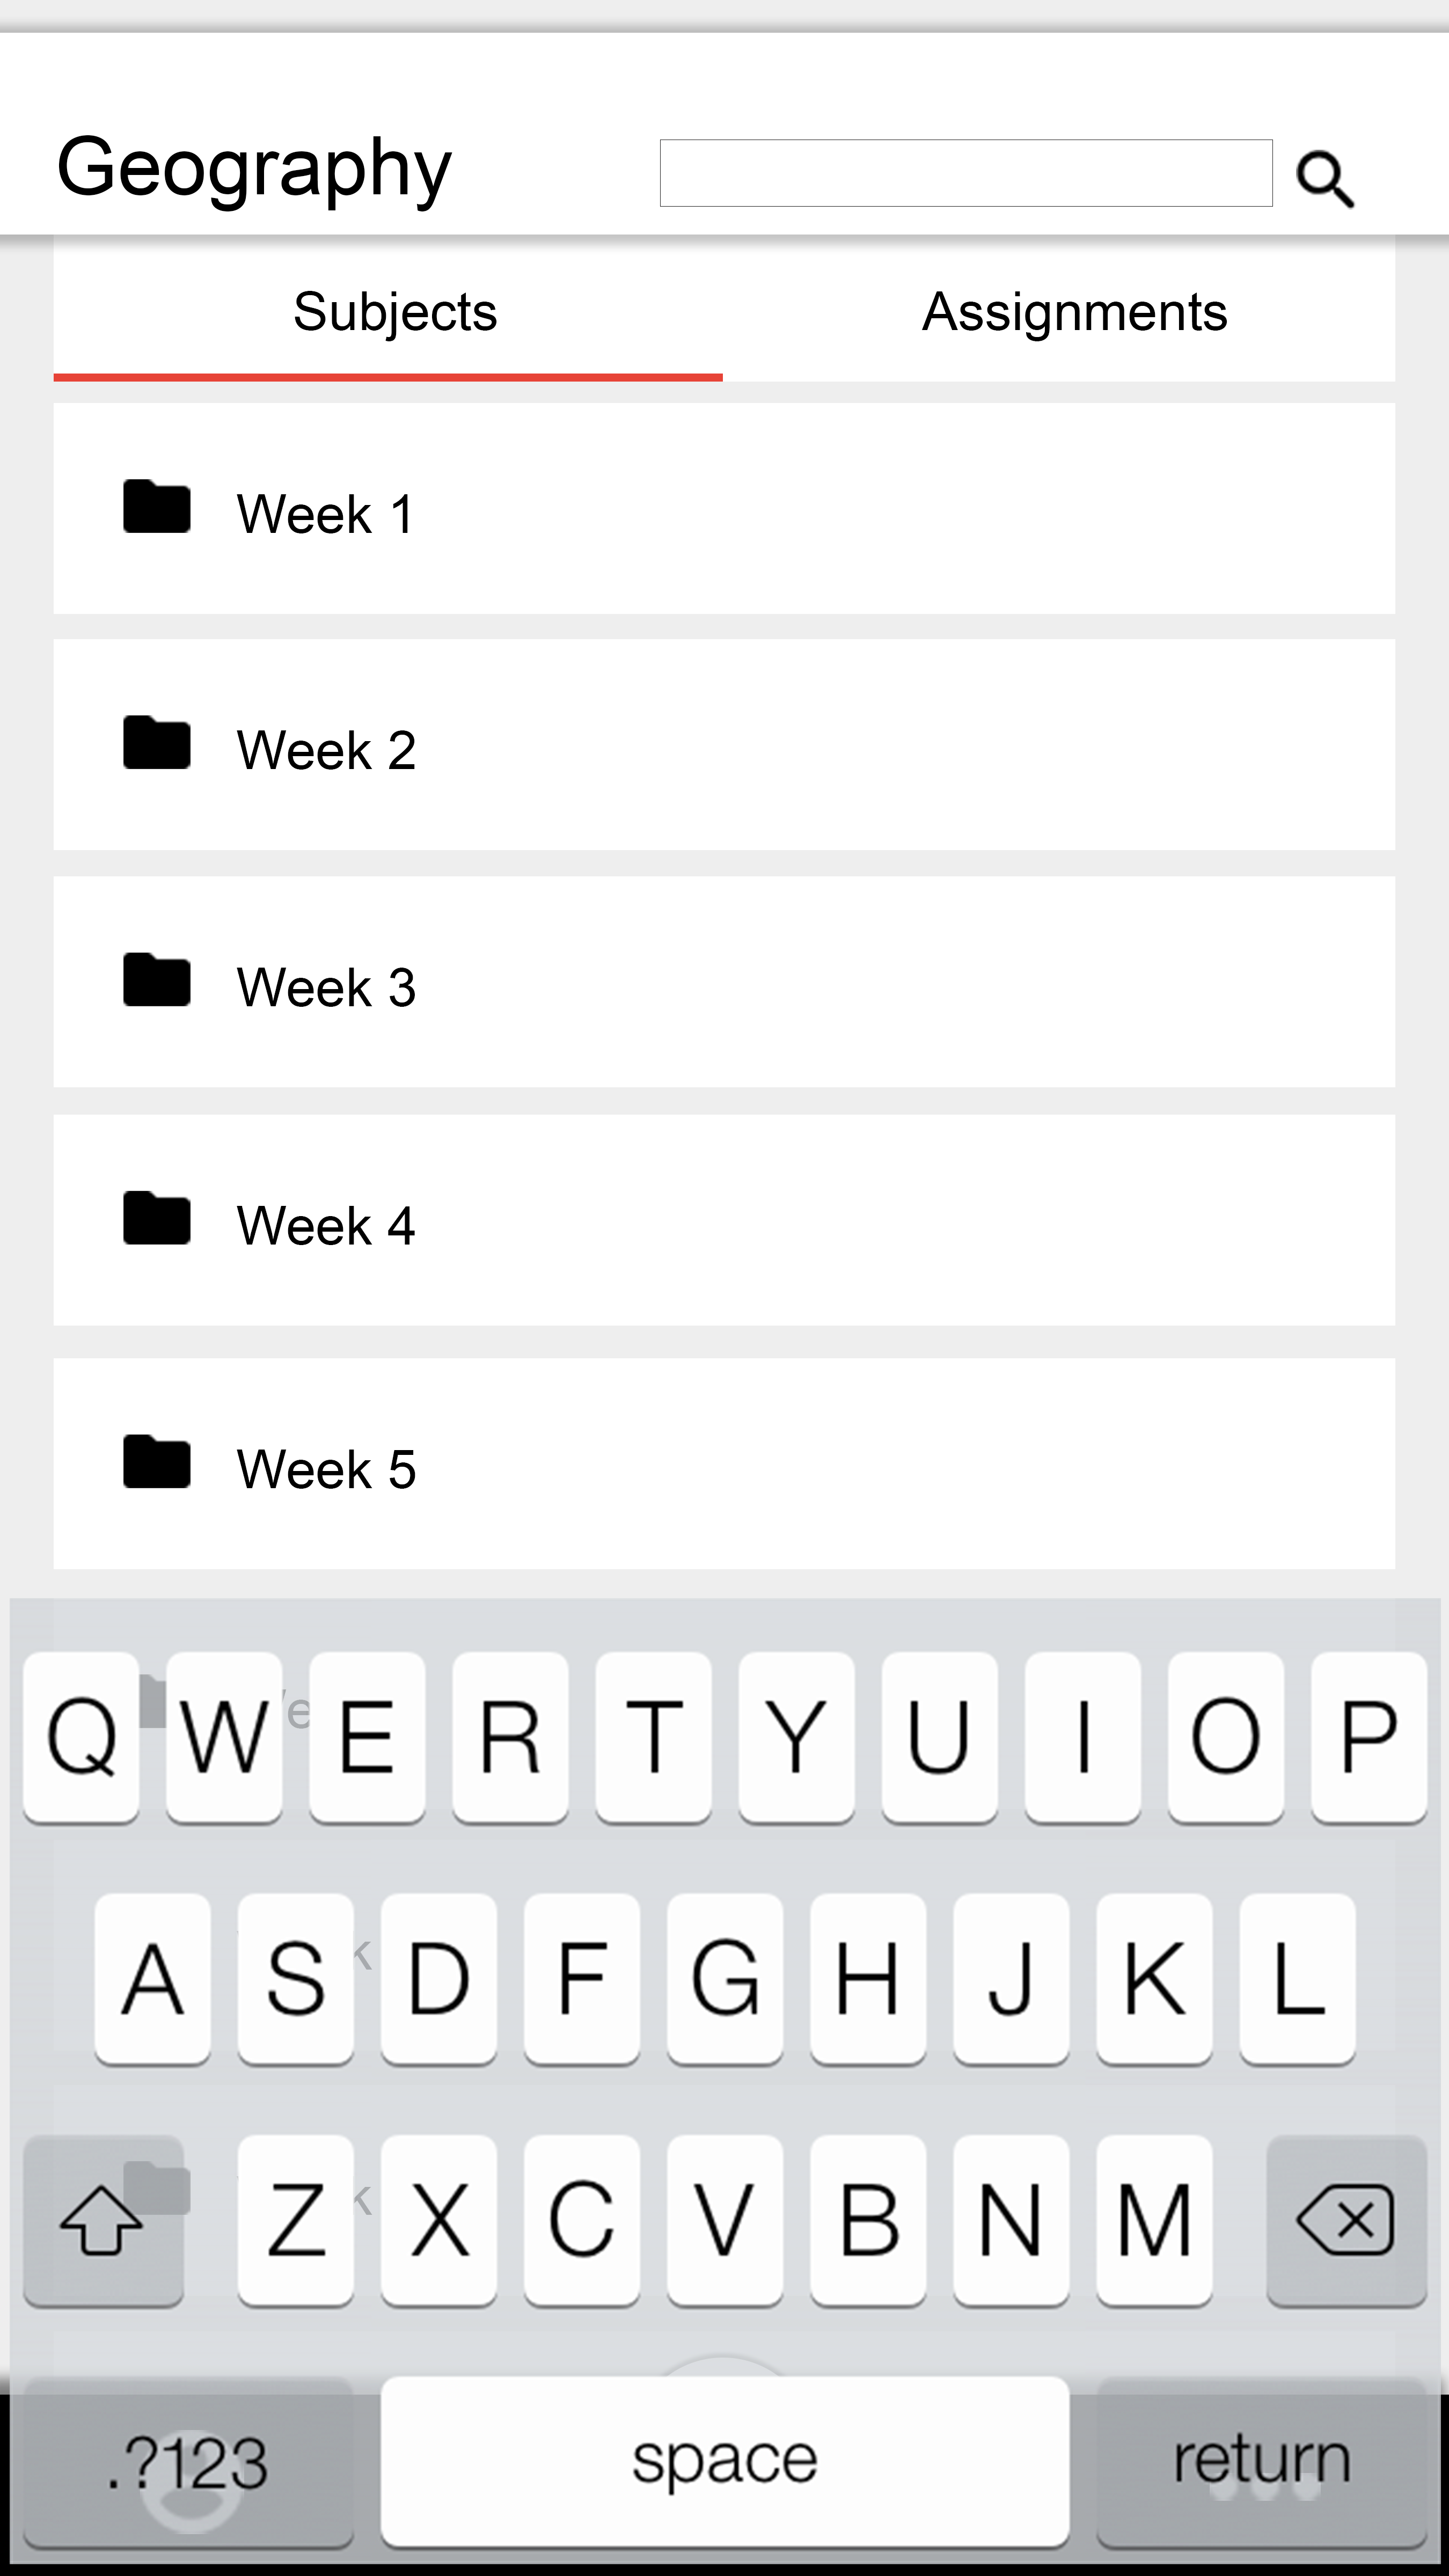 Geography
Subjects Assignments
Week 1
Week 2
Week 3
Week 4
Week 5
Q W E R T Y U I O P
A S D F G H J K L
Z X C V B N M
.?123 space return